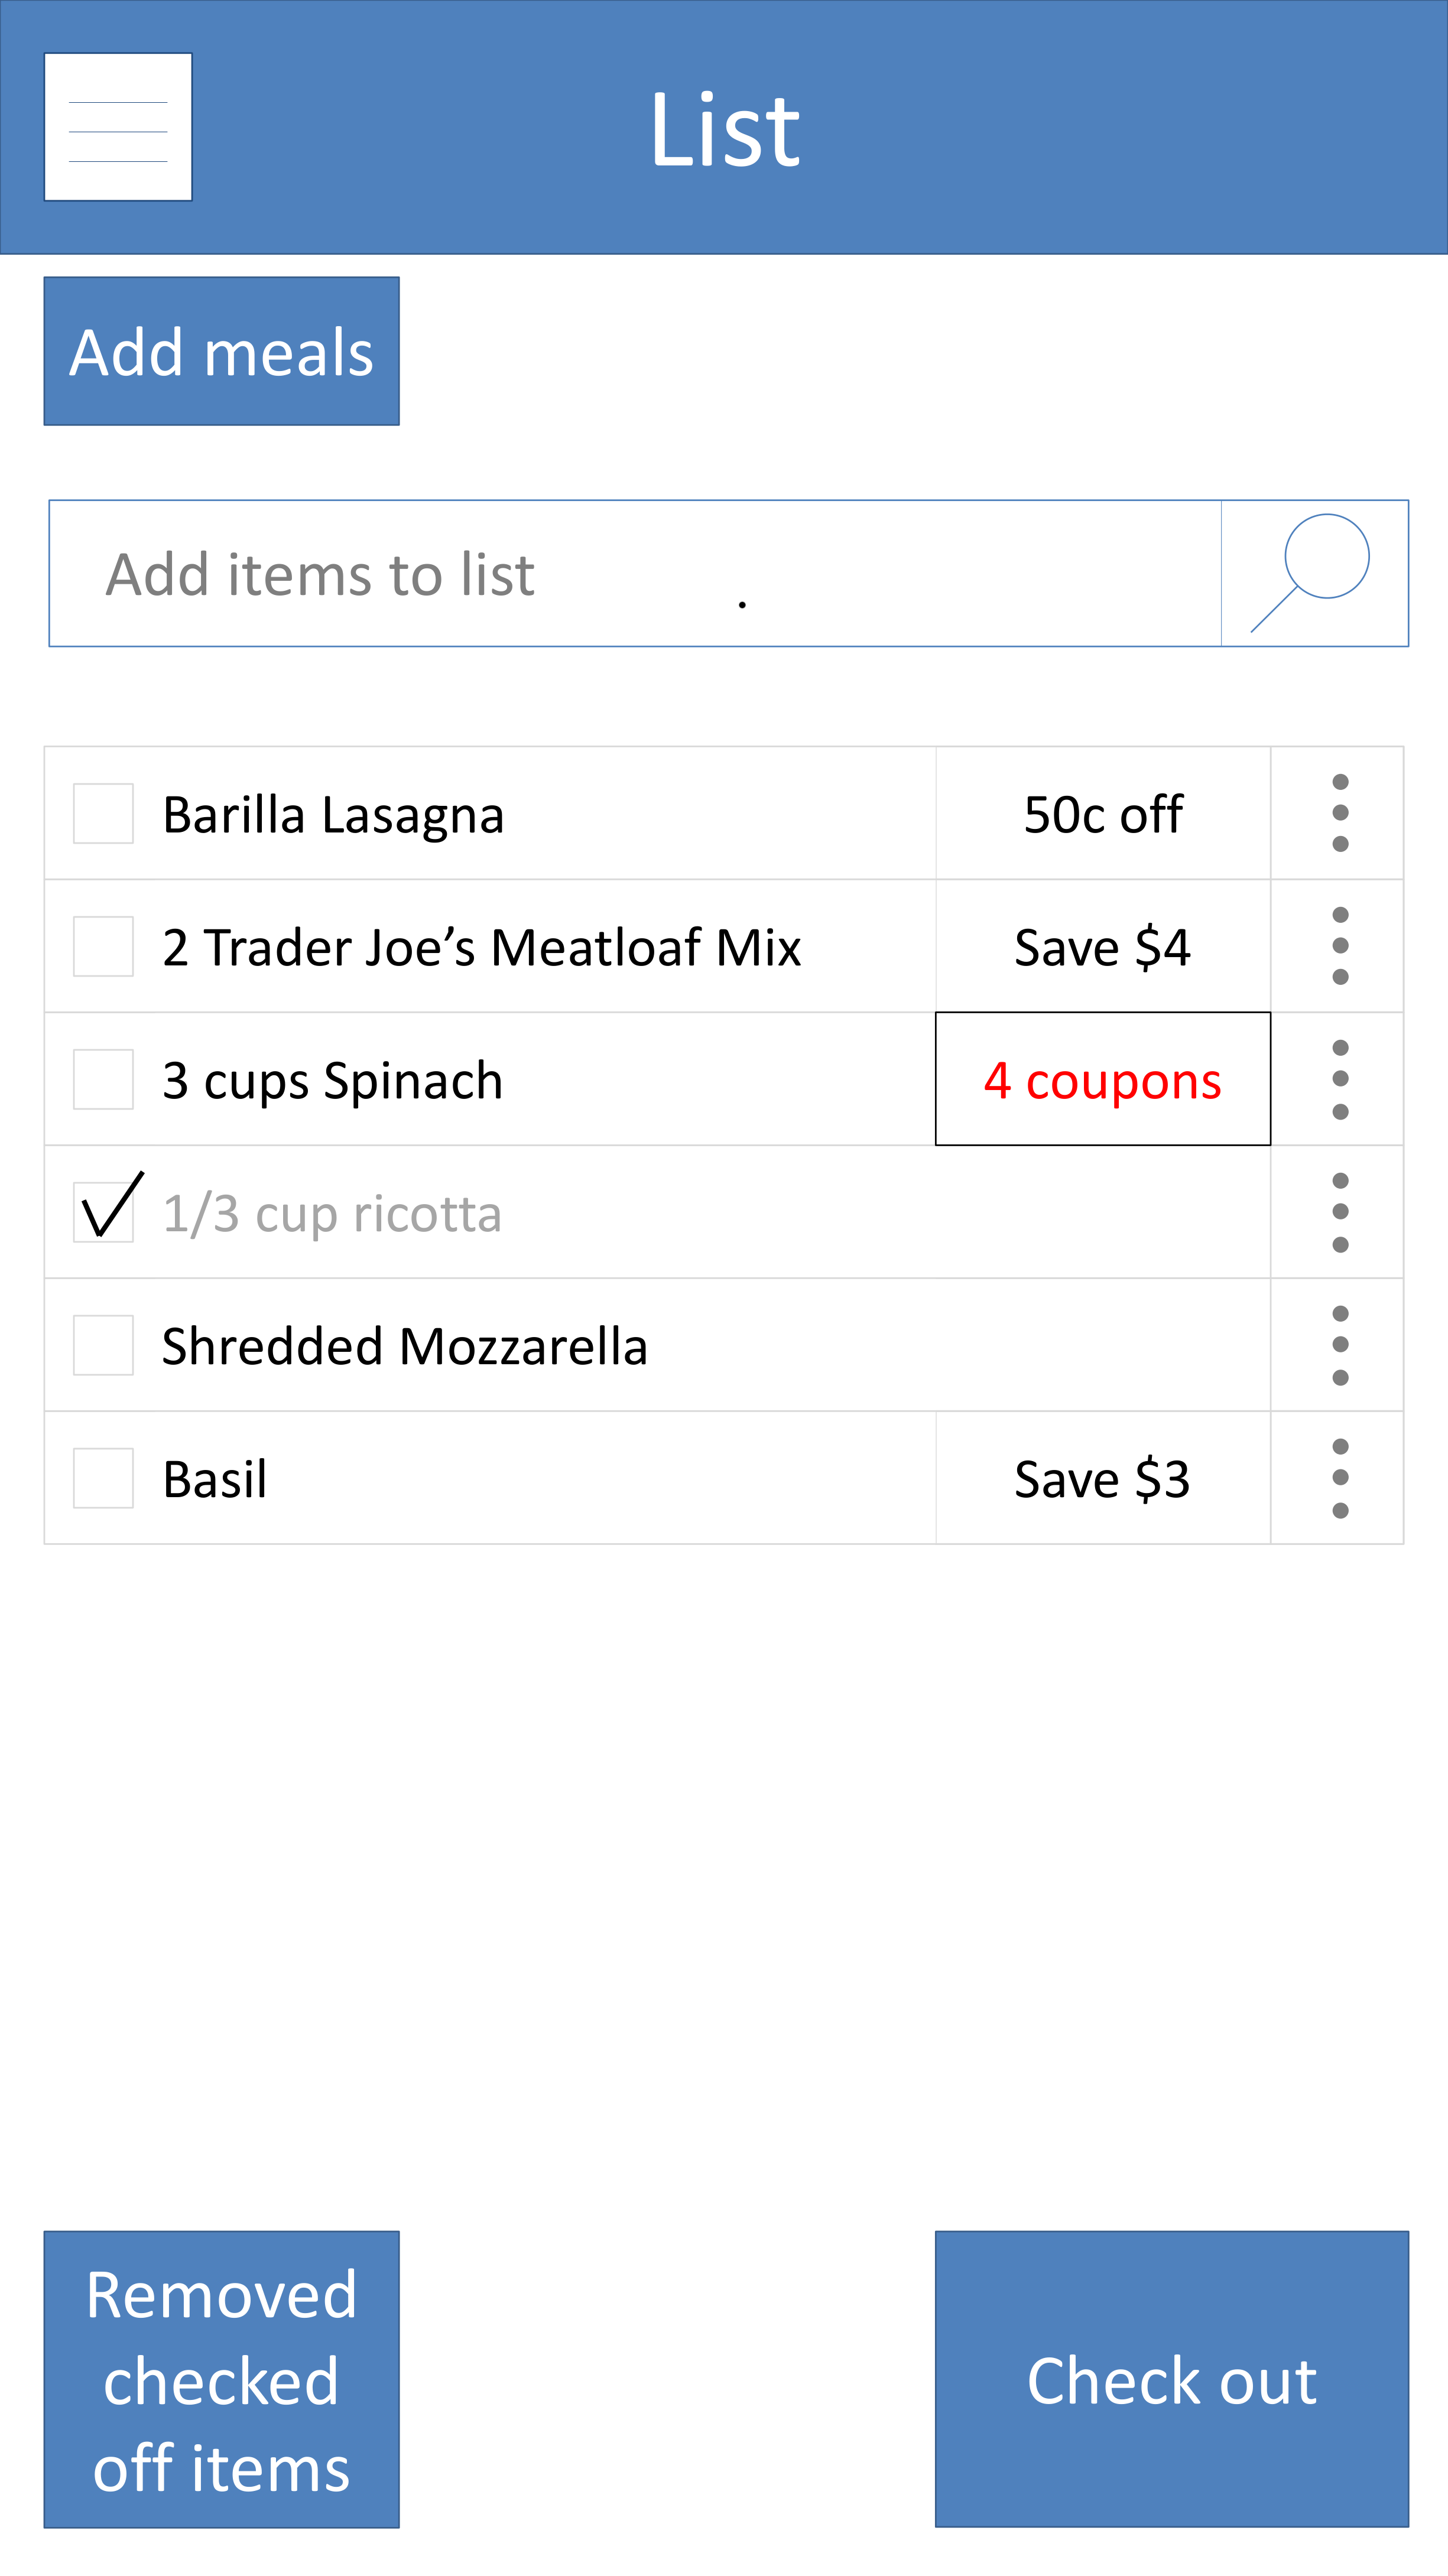 List
Add meals
Add items to list
.
Barilla Lasagna 50c off
2 Trader Joe’s Meatloaf Mix Save $4
3 cups Spinach 4 coupons
1/3 cup ricotta
Shredded Mozzarella
Basil Save $3
Removed
checked
off items
Check out